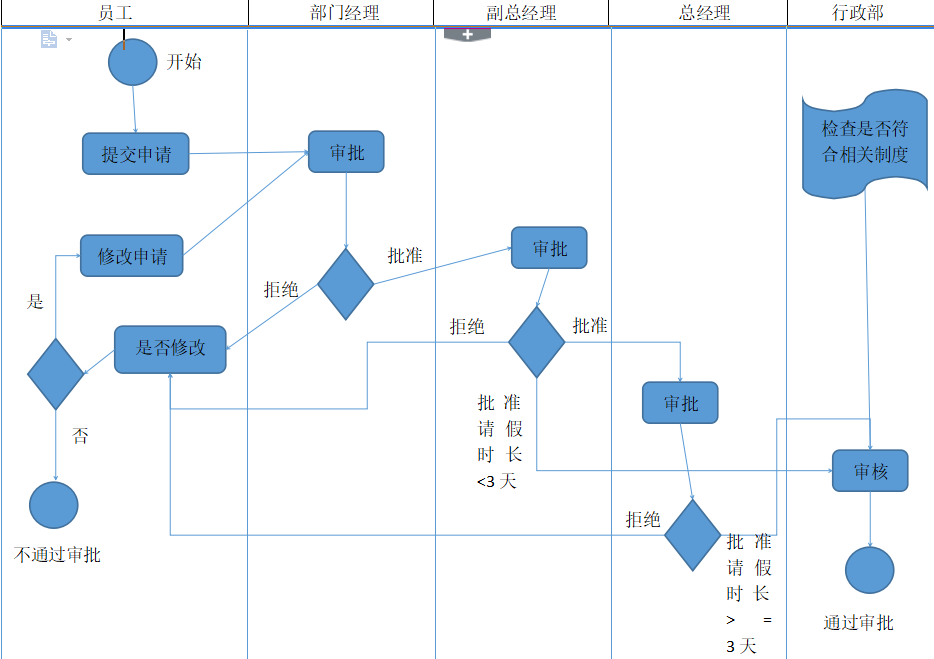 员工
部门经理
副总经理
总经理
行政部
开始
提交申请
审批
检查是否符
合相关制度
修改申请
批准
审批
拒绝
是
是否修改
拒绝
批准
审批
批 准
请 假
时 长
<3 天
否
审核
拒绝
不通过审批
批 准
请 假
时 长
> =
3 天
通过审批